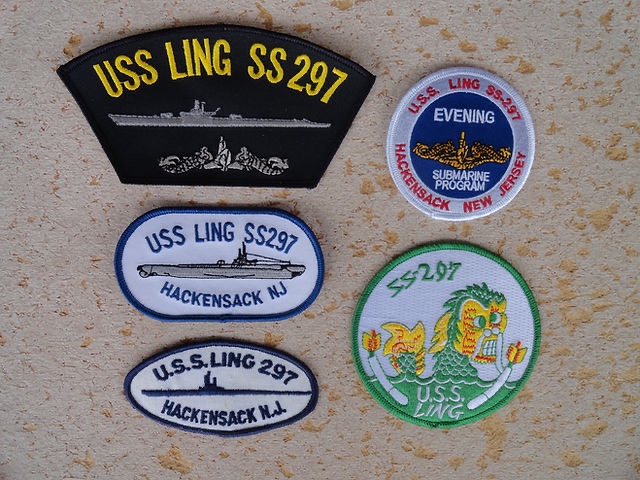 USS LING SS 297
U.S.S. LING SS-297
EVENING
SUBMARINE
PROGRAM
HACKENSACK NEW JERSEY
USS LING SS297
HACKENSACK NJ
SS-297
U.S.S.
LING
U.S.S. LING 297
HACKENSACK N.J.